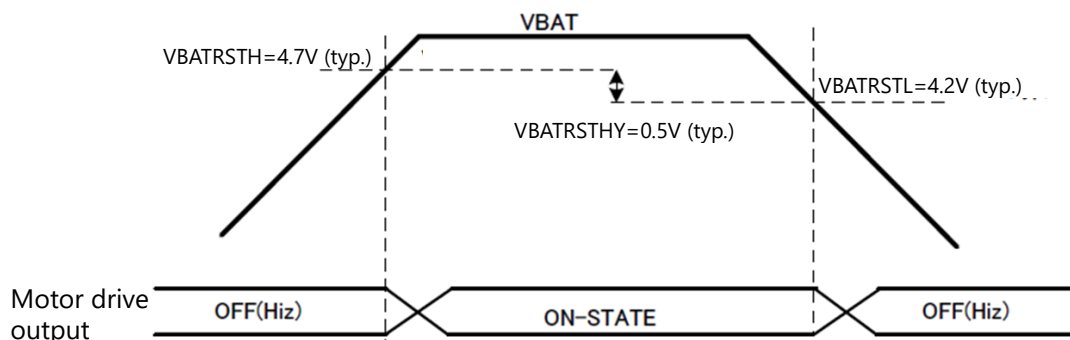 VBAT
VBATRSTH=4.7V (typ.)
VBATRSTL=4.2V (typ.)
VBATRSTHY=0.5V (typ.)
Motor drive
output
OFF(Hiz)
ON-STATE
OFF(Hiz)